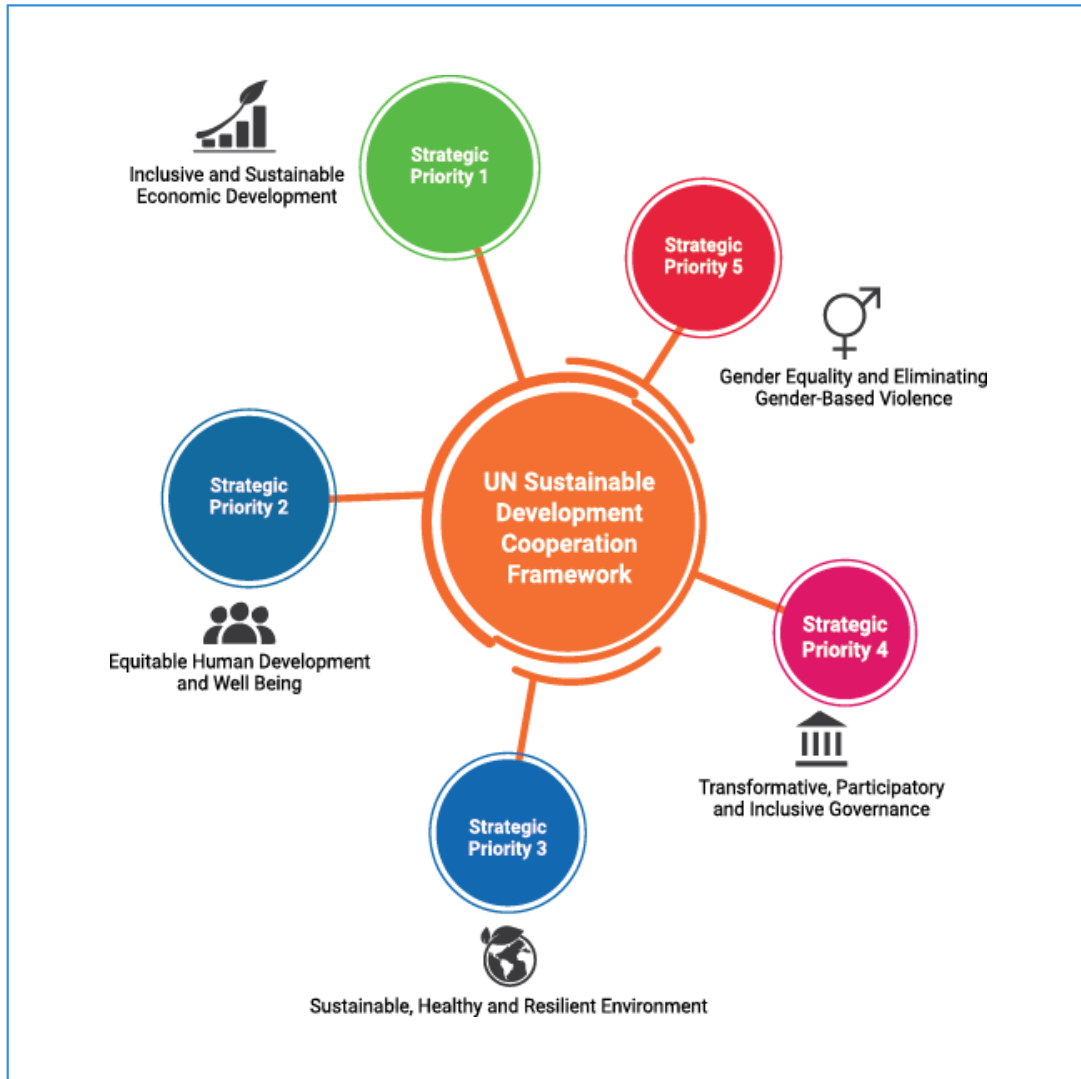 Inclusive and Sustainable
Economic Development
Strategic
Priority 1
Strategic
Priority 5
Gender Equality and Eliminating
Gender-Based Violence
UN Sustainable
Development
Cooperation
Framework
Strategic
Priority 2
Equitable Human Development
and Well Being
Strategic
Priority 4
Transformative, Participatory
and Inclusive Governance
Strategic
Priority 3
Sustainable, Healthy and Resilient Environment